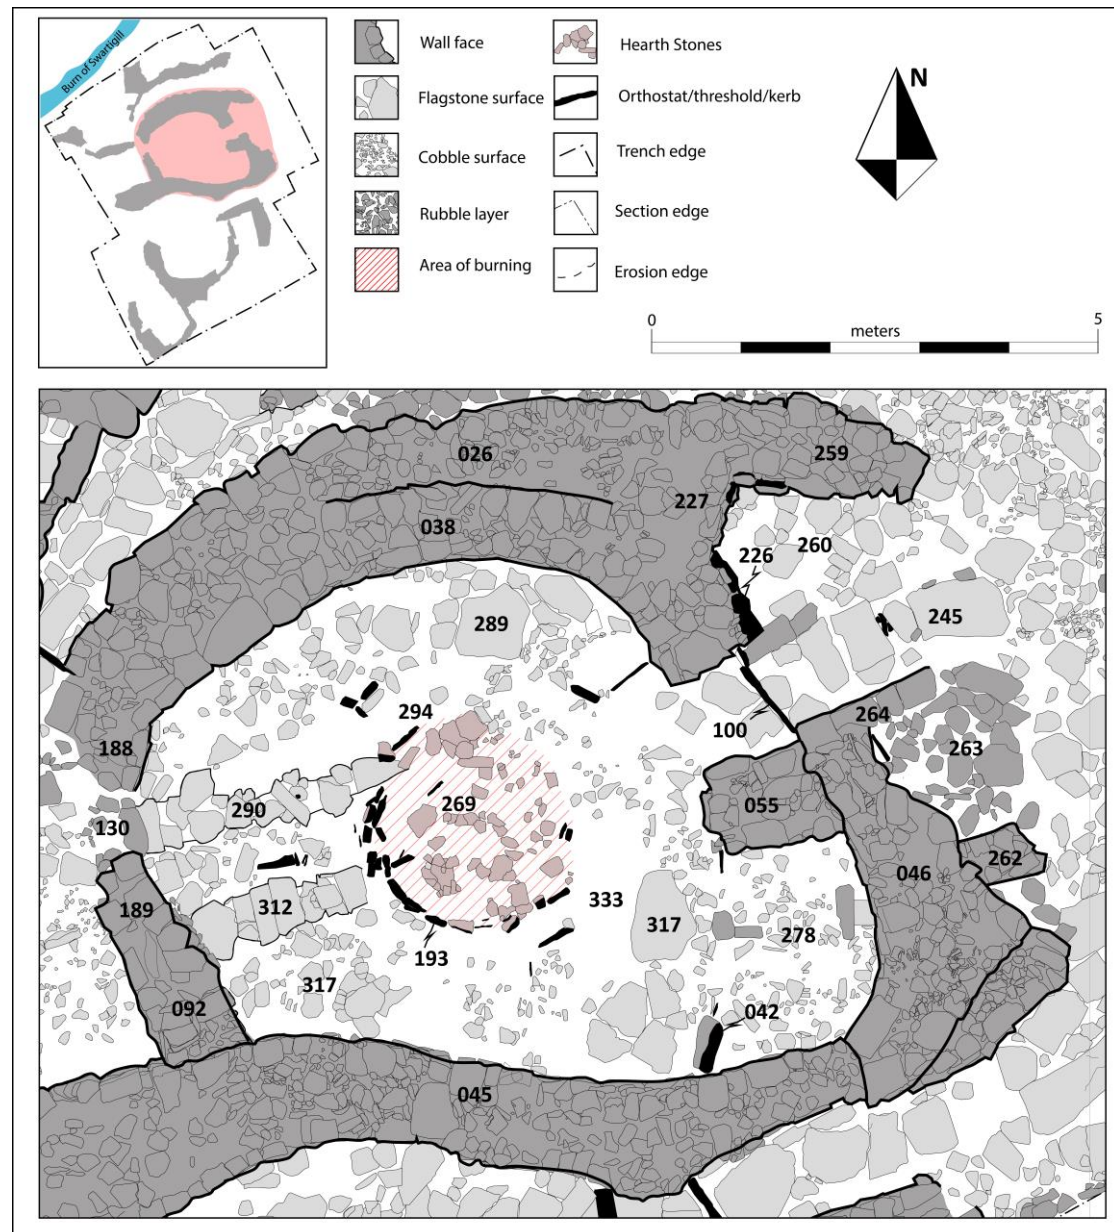 Burn of Swartigill
Wall face
Flagstone surface
Cobble surface
Rubble layer
Area of burning
Hearth Stones
Orthostat/threshold/kerb
Trench edge
Section edge
Erosion edge
N
0
5
meters
026
259
227
038
226
260
289
245
294
100
264
188
263
290
269
055
130
046
262
189
312
333
317
278
193
317
092
042
045